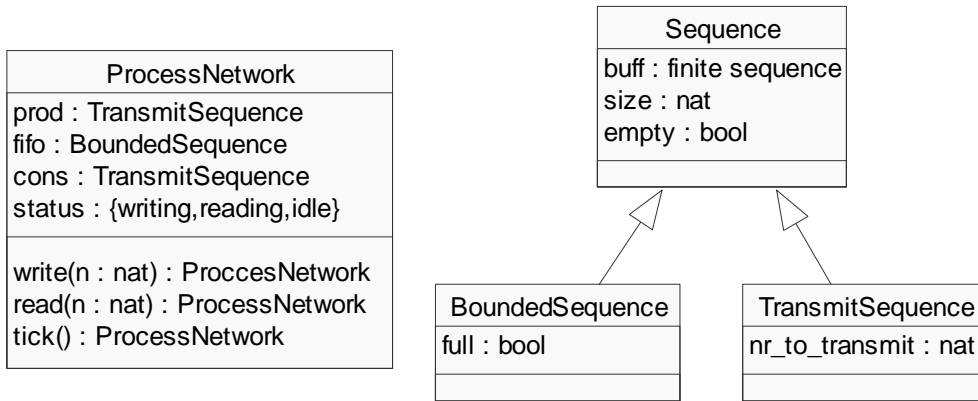 ProcessNetwork
prod : TransmitSequence
fifo : BoundedSequence
cons : TransmitSequence
status : {writing,reading,idle}
write(n : nat) : ProccesNetwork
read(n : nat) : ProcessNetwork
tick() : ProcessNetwork
Sequence
buff : finite sequence
size : nat
empty : bool
BoundedSequence
full : bool
TransmitSequence
nr_to_transmit : nat